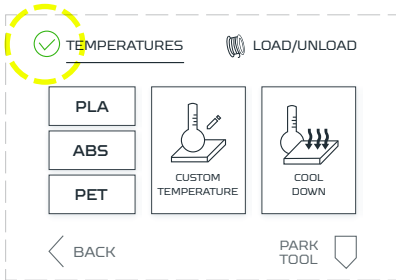 TEMPERATURES
LOAD/UNLOAD
PLA
ABS
PET
CUSTOM
TEMPERATURE
COOL
DOWN
BACK
PARK
TOOL